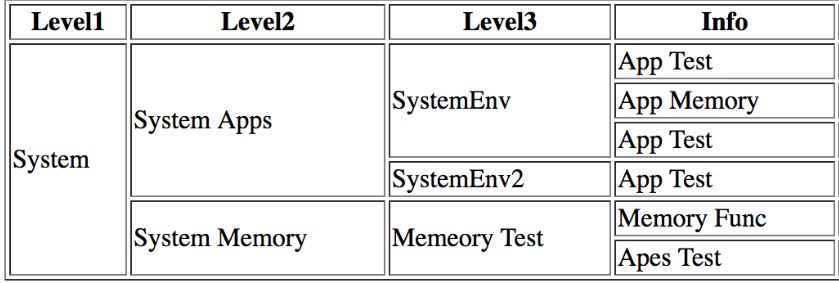 Level1 Level2 Level3 Info
System System Apps SystemEnv App Test
App Memory
App Test
SystemEnv2 App Test
System Memory Memeory Test Memory Func
Apes Test